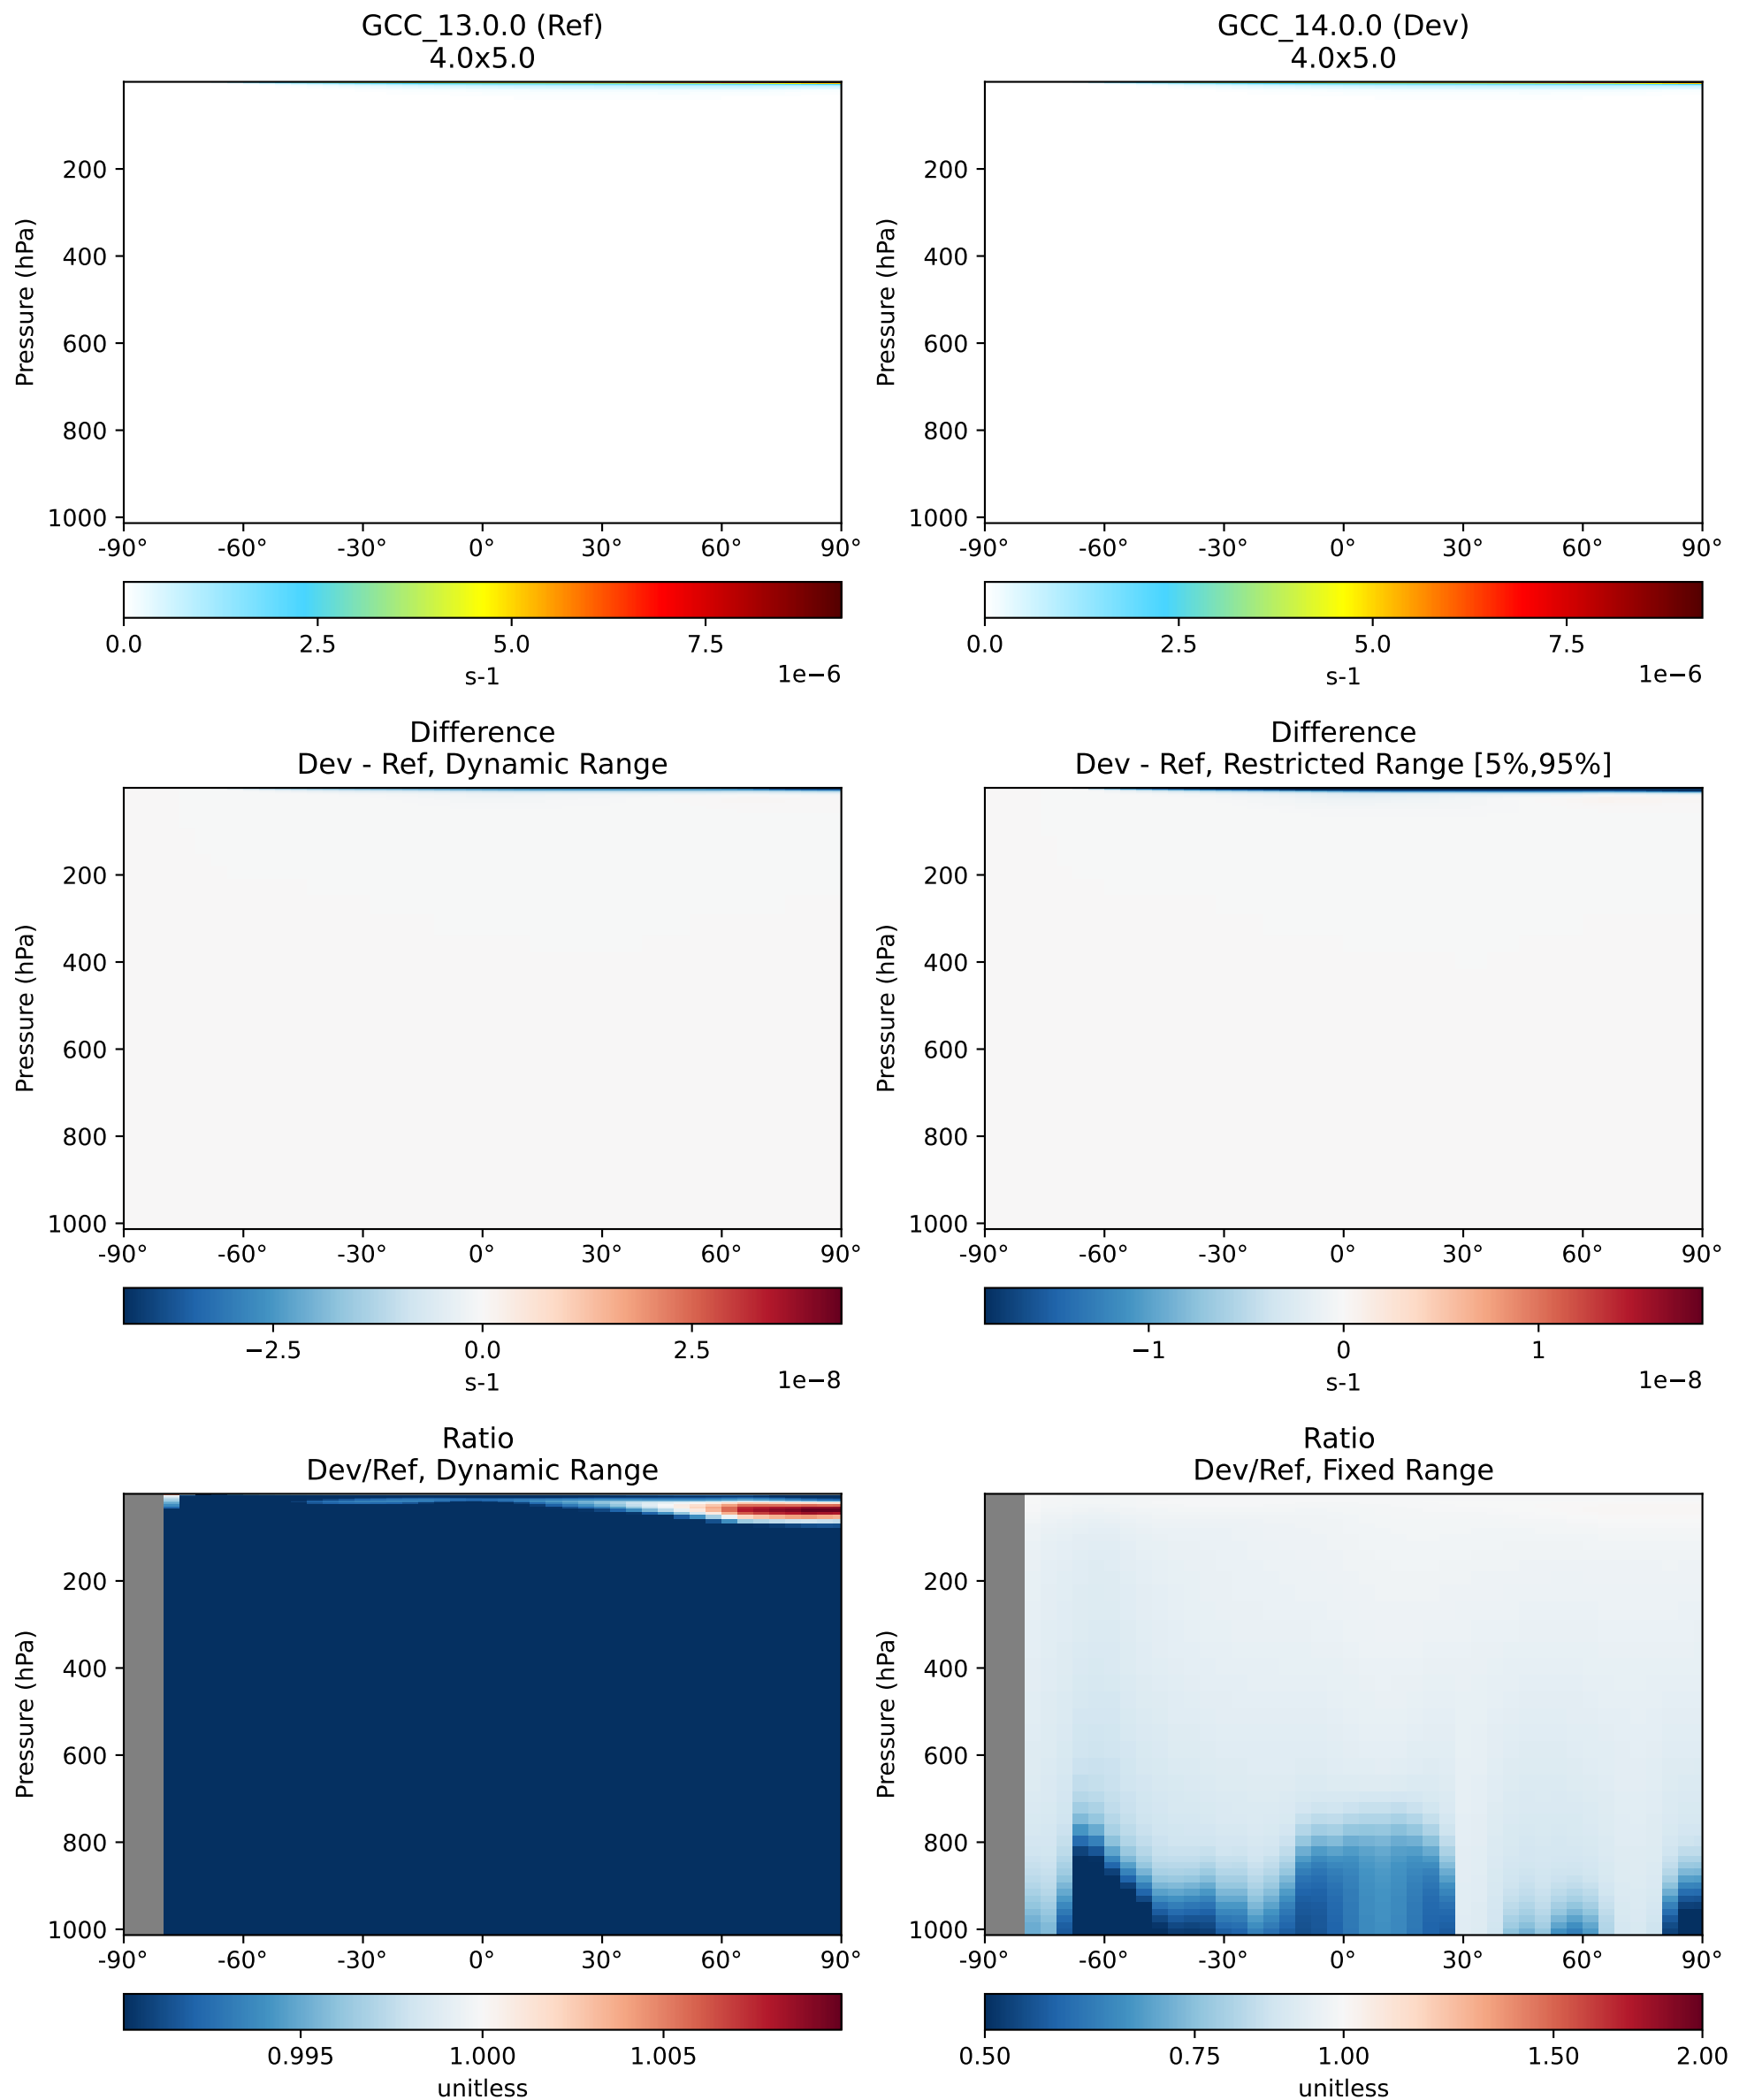 GCC_13.0.0 (Ref)
4.0x5.0
Pressure (hPa)
200
400
600
800
1000
-90° -60° -30° 0° 30° 60° 90°
0.0 2.5 5.0 7.5
s-1
1e−6
GCC_14.0.0 (Dev)
4.0x5.0
Pressure (hPa)
200
400
600
800
1000
-90° -60° -30° 0° 30° 60° 90°
0.0 2.5 5.0 7.5
s-1
1e−6
Difference
Dev - Ref, Dynamic Range
Pressure (hPa)
200
400
600
800
1000
-90° -60° -30° 0° 30° 60° 90°
−2.5 0.0 2.5
s-1
1e−8
Difference
Dev - Ref, Restricted Range [5%,95%]
Pressure (hPa)
200
400
600
800
1000
-90° -60° -30° 0° 30° 60° 90°
−1 0 1
s-1
1e−8
Ratio
Dev/Ref, Dynamic Range
Pressure (hPa)
200
400
600
800
1000
-90° -60° -30° 0° 30° 60° 90°
0.995 1.000 1.005
unitless
Ratio
Dev/Ref, Fixed Range
Pressure (hPa)
200
400
600
800
1000
-90° -60° -30° 0° 30° 60° 90°
0.50 0.75 1.00 1.50 2.00
unitless